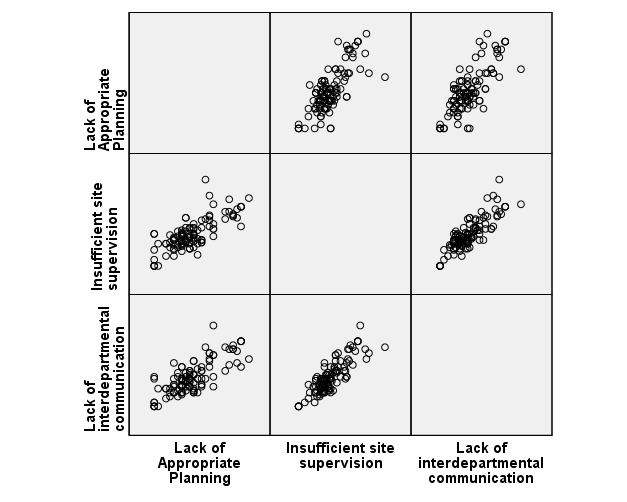 Lack of
Appropriate
Planning
Insufficient site
supervision
Lack of
interdepartmental
communication
Lack of
Appropriate
Planning
Insufficient site
supervision
Lack of
interdepartmental
communication